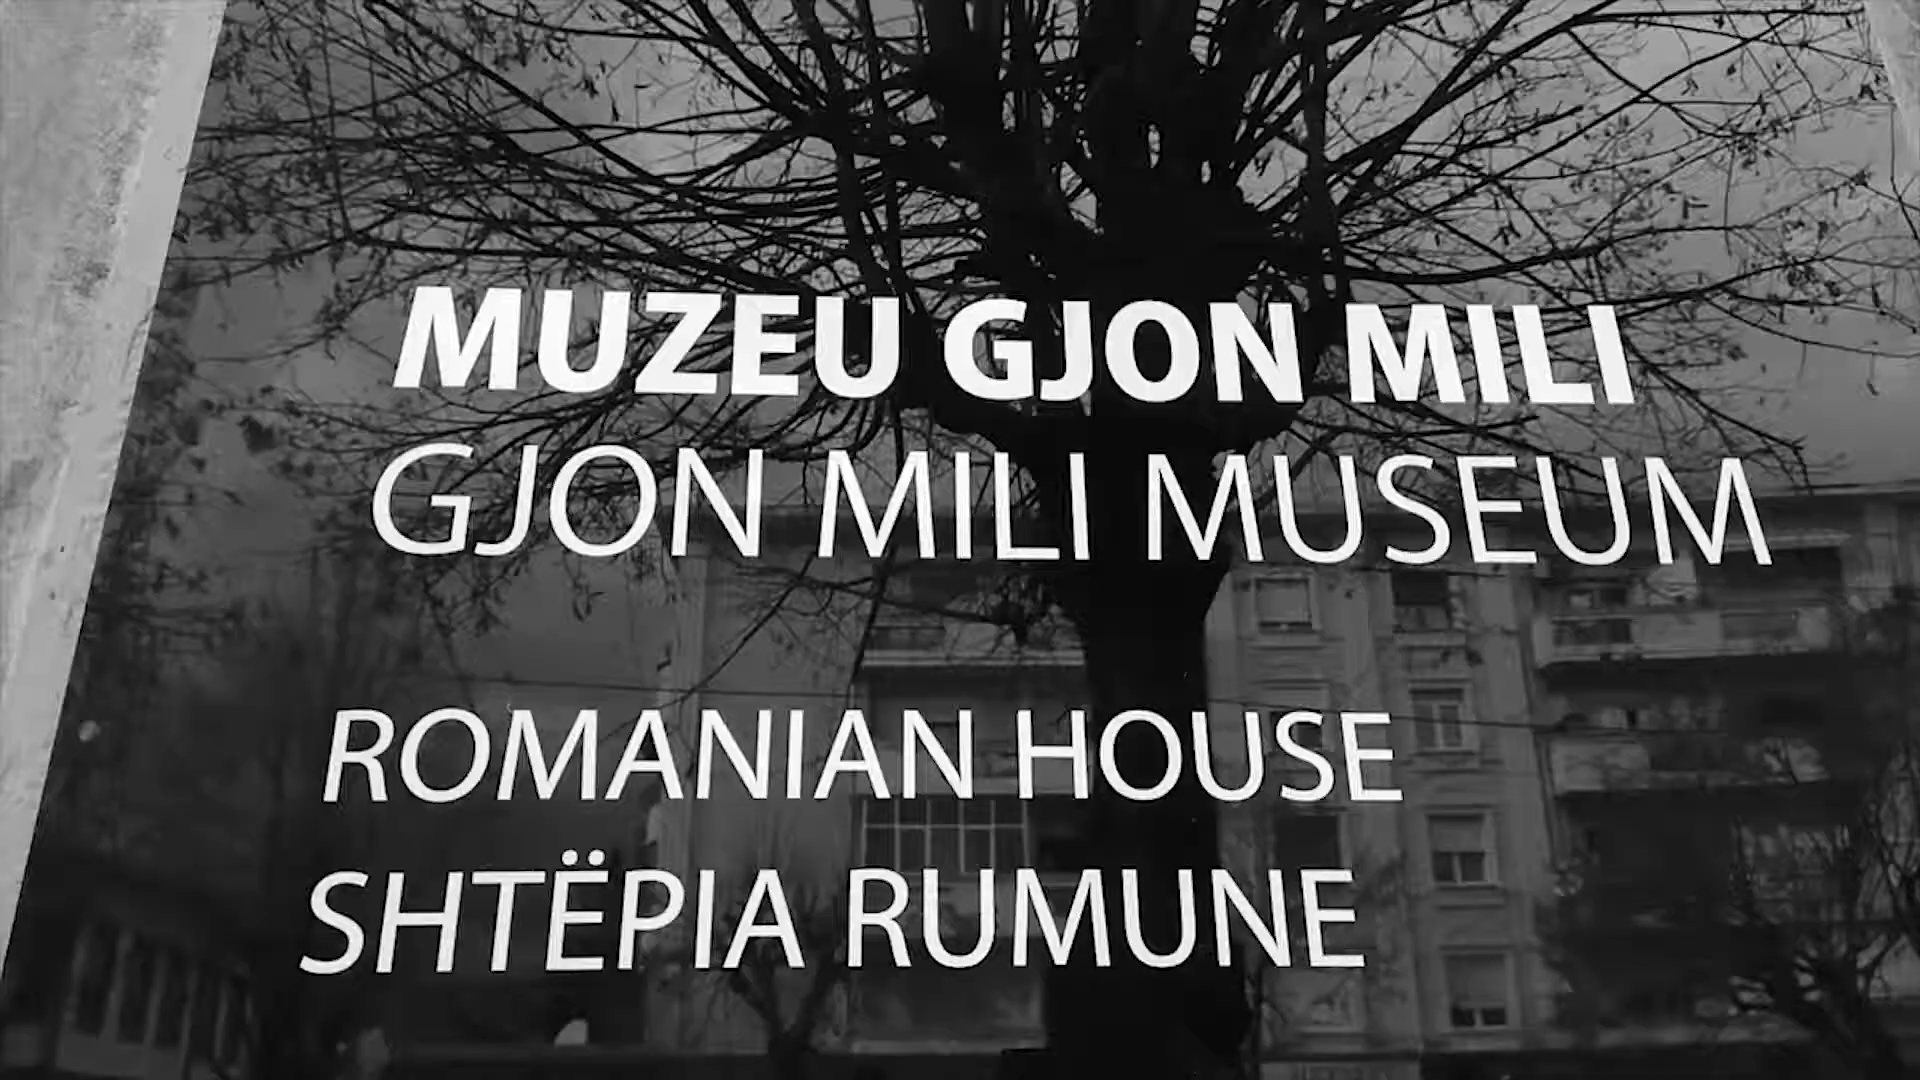 MUZEU GJON MILI
GJON MILI MUSEUM
ROMANIAN HOUSE
SHTËPIA RUMUNE